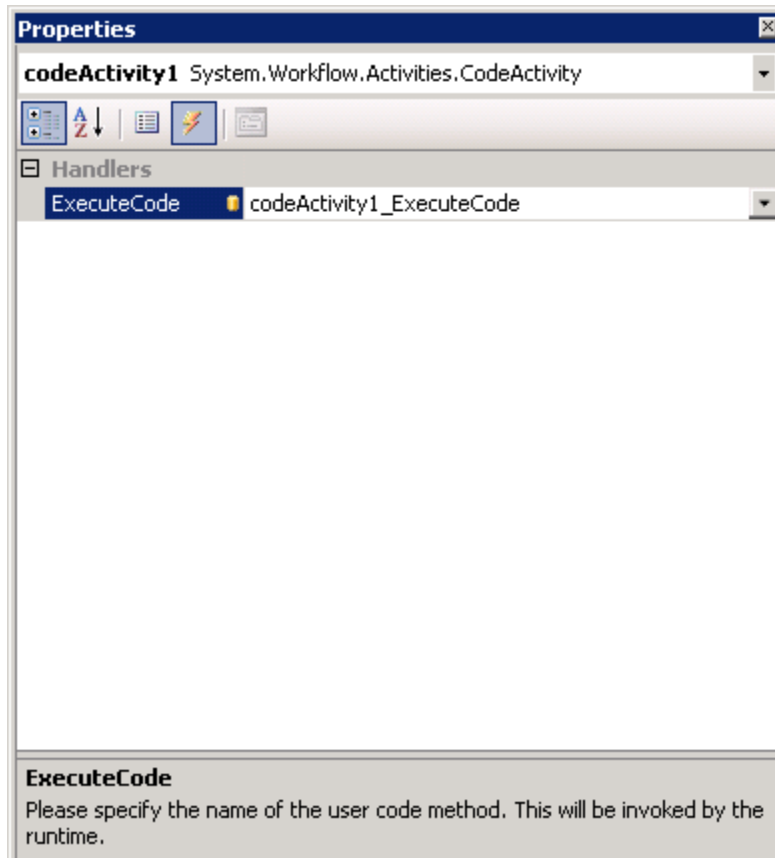 Properties
codeActivity1 System.Workflow.Activities.CodeActivity
Handlers
ExecuteCode codeActivity1_ExecuteCode
ExecuteCode
Please specify the name of the user code method. This will be invoked by the
runtime.